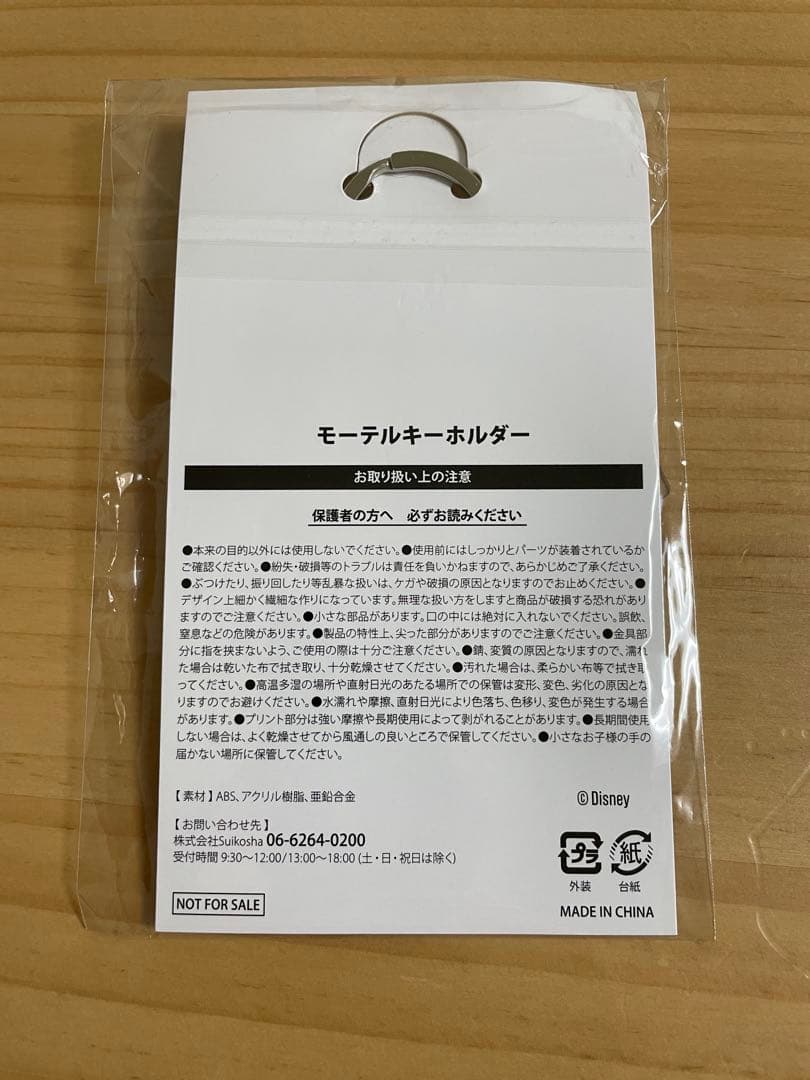 モーテルキーホルダー
お取り扱い上の注意
保護者の方へ 必ずお読みください
●本来の目的以外には使用しないでください。●使用前にはしっかりとパーツが装着されているか
ご確認ください。●紛失・破損等のトラブルは責任を負いかねますので、あらかじめご了承ください。
●ぶつけたり、振り回したり等乱暴な扱いは、ケガや破損の原因となりますのでお止めください。●
デザイン上細かく繊細な作りになっています。無理な扱い方をしますと商品が破損する恐れがあり
ますのでご注意ください。●小さな部品があります。口の中には絶対に入れないでください。誤飲、
窒息などの危険があります。●製品の特性上、尖った部分がありますのでご注意ください。●金具部
分に指を挟まないよう、ご使用の際は十分ご注意ください。●錆、変質の原因となりますので、濡れ
た場合は乾いた布で拭き取り、十分乾燥させてください。●汚れた場合は、柔らかい布等で拭き取
ってください。●高温多湿の場所や直射日光のあたる場所での保管は変形、変色、劣化の原因とな
りますのでお避けください。●水濡れや摩擦、直射日光により色落ち、色移り、変色が発生する場合
があります。●プリント部分は強い摩擦や長期使用によって剥がれることがあります。●長期間使用
しない場合は、よく乾燥させてから風通しの良いところで保管してください。●小さなお子様の手の
届かない場所に保管してください。
【素材】ABS、アクリル樹脂、亜鉛合金
©Disney
【お問い合わせ先】
株式会社Suikosha 06-6264-0200
受付時間 9:30〜12:00/13:00〜18:00 (土・日・祝日は除く)
プラ 紙
外装 台紙
NOT FOR SALE
MADE IN CHINA